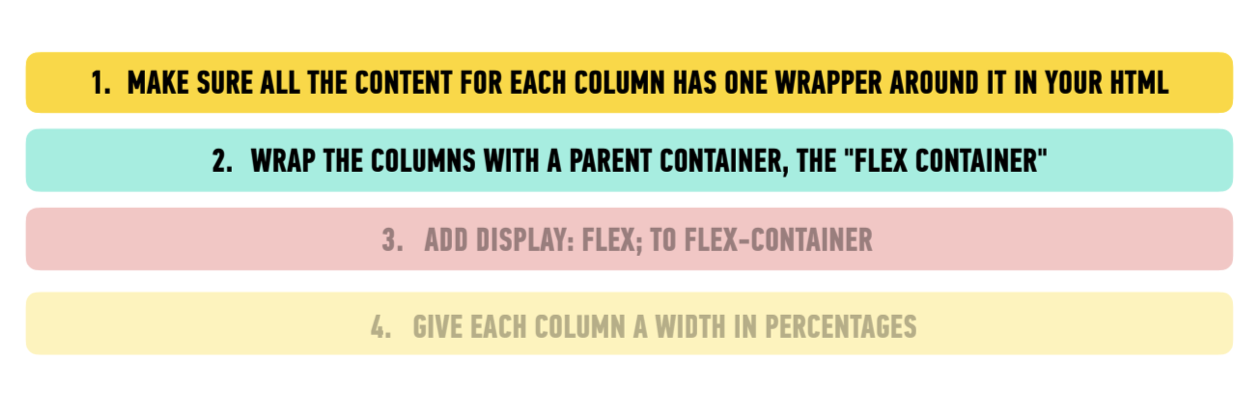 1. MAKE SURE ALL THE CONTENT FOR EACH COLUMN HAS ONE WRAPPER AROUND IT IN YOUR HTML
2. WRAP THE COLUMNS WITH A PARENT CONTAINER, THE "FLEX CONTAINER"
3. ADD DISPLAY: FLEX; TO FLEX-CONTAINER
4. GIVE EACH COLUMN A WIDTH IN PERCENTAGES